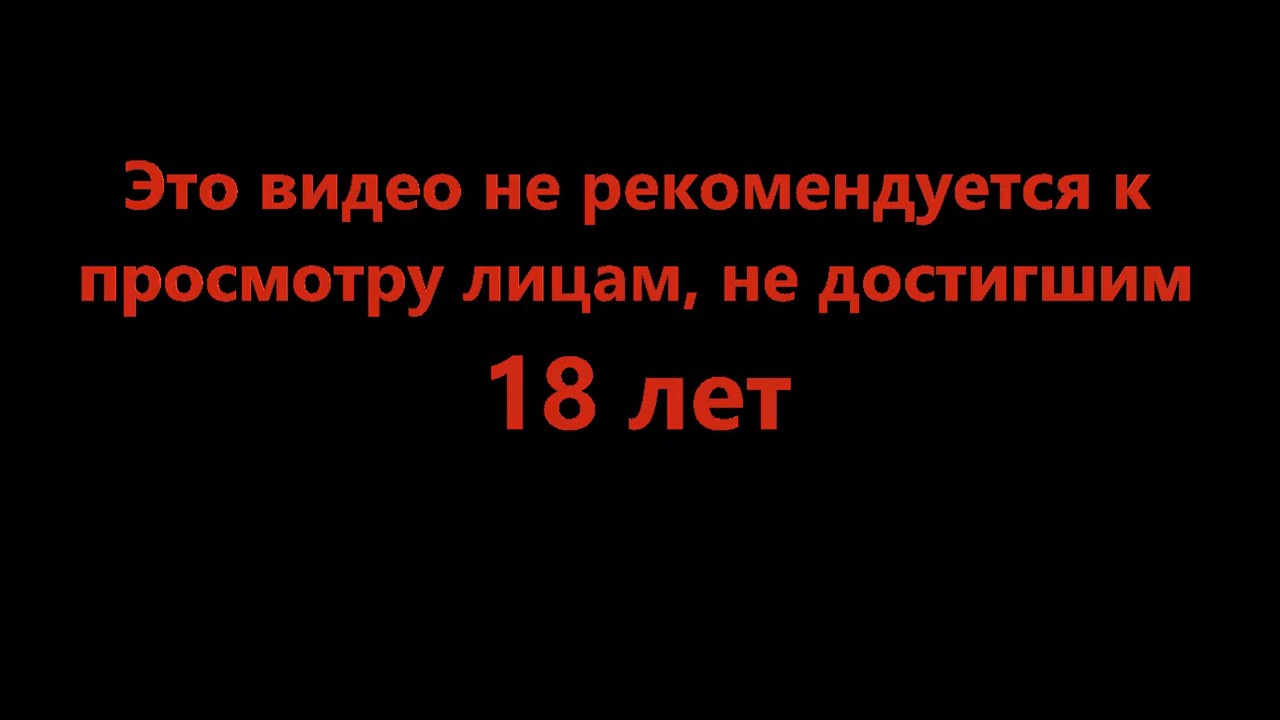 Это видео не рекомендуется к
просмотру лицам, не достигшим
18 лет